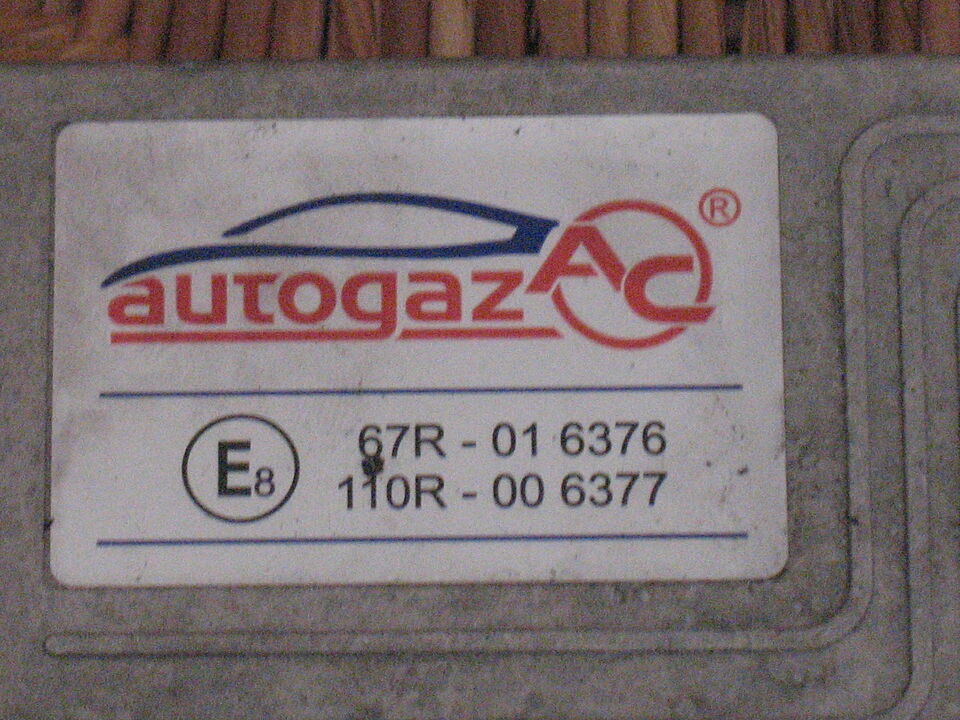 autogaz AC ®
E8
67R - 01 6376
110R - 00 6377